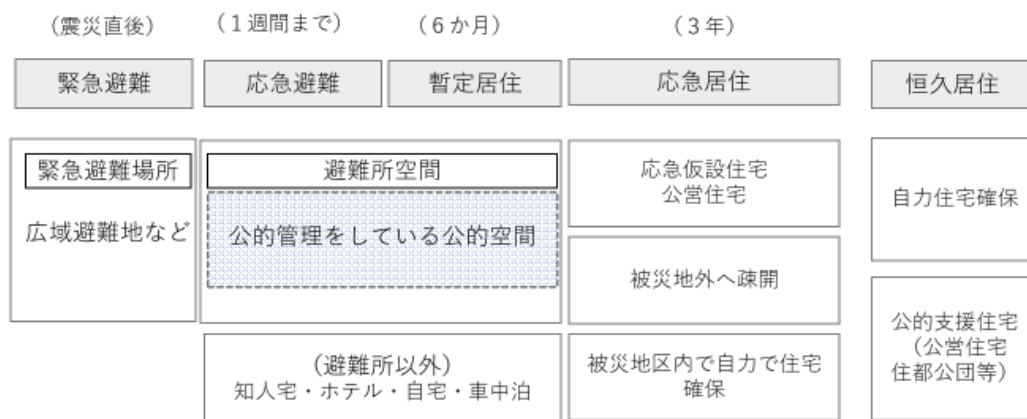 （震災直後）
（1週間まで）
（6か月）
（3年）
緊急避難
応急避難
暫定居住
応急居住
恒久居住
緊急避難場所
広域避難地など
避難所空間
公的管理をしている公的空間
（避難所以外）
知人宅・ホテル・自宅・車中泊
応急仮設住宅
公営住宅
被災地外へ疎開
被災地区内で自力で住宅
確保
自力住宅確保
公的支援住宅
（公営住宅
住都公団等）